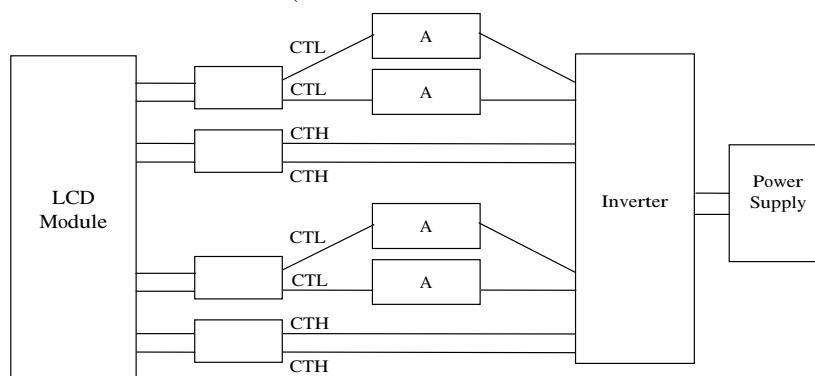 CTL
A
CTL
A
CTH
CTH
LCD
Module
Inverter
Power
Supply
CTL
A
CTL
A
CTH
CTH